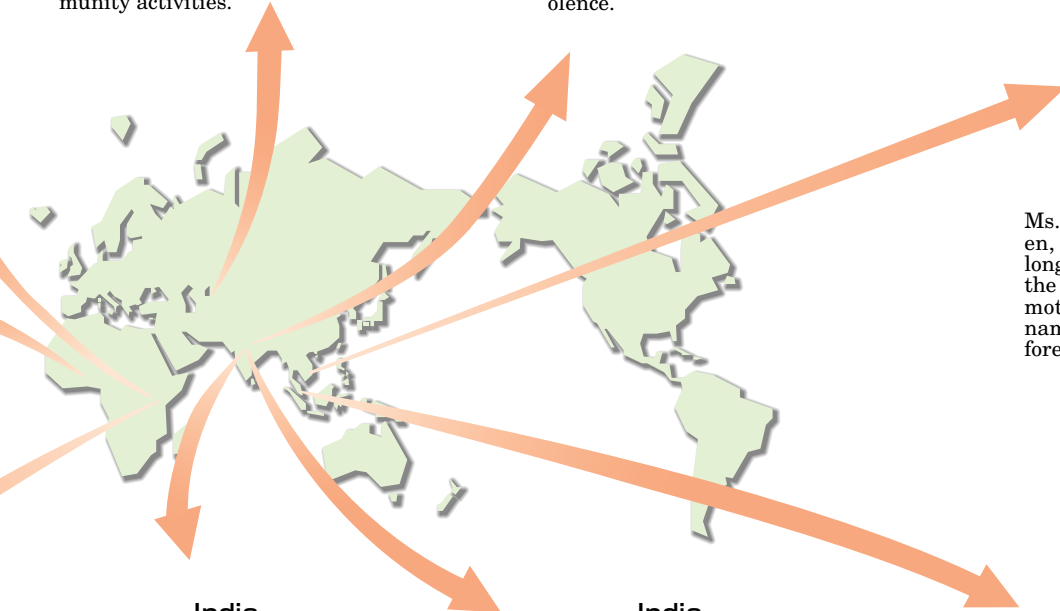 munity activities.
olence.
Ms.
en,
long
the
mot
nam
fore
India
India